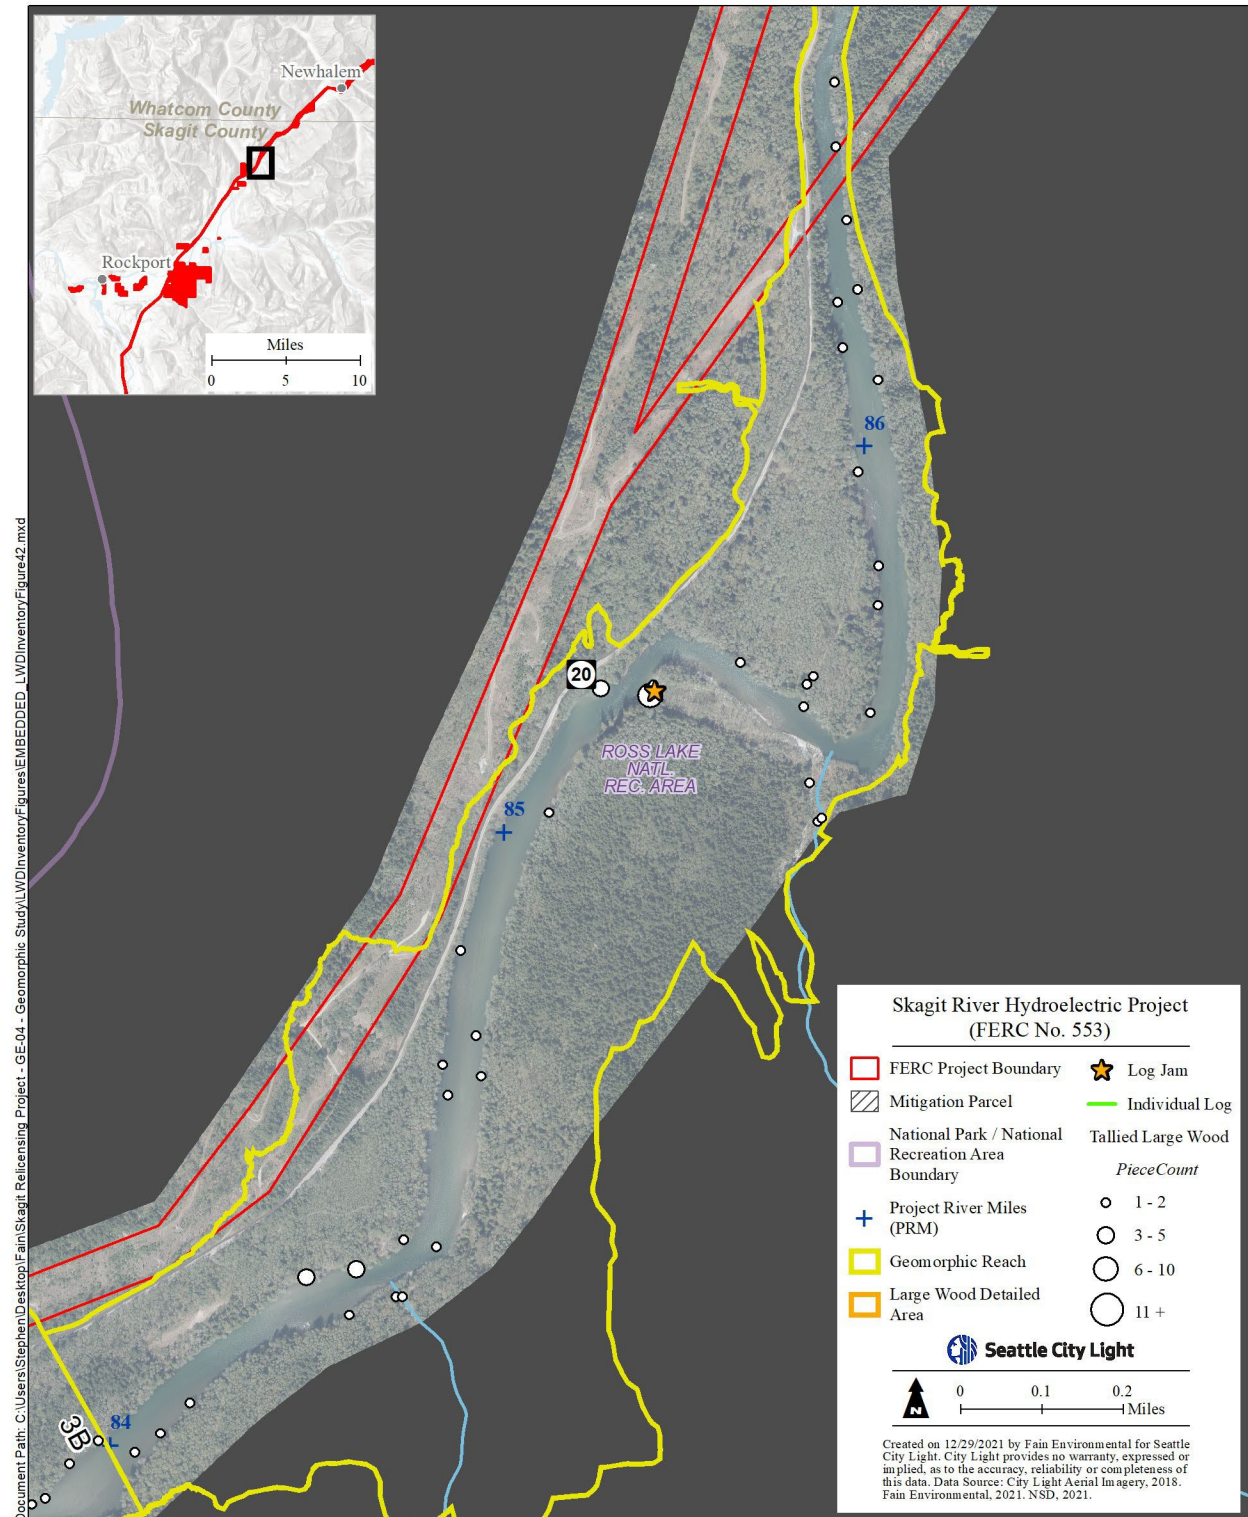 Newhalem
Whatcom County
Skagit County
Rockport
Miles
0 5 10
86
20
ROSS LAKE
NATL.
REC. AREA
85
84
3B
Document Path: C:\Users\Stephen\Desktop\Fain\Skagit Relicensing Project - GE-04 - Geomorphic Study\LWDInventoryFigures\EMBEDDED_LWDInventoryFigure42.mxd
Skagit River Hydroelectric Project
(FERC No. 553)
FERC Project Boundary
Mitigation Parcel
National Park / National
Recreation Area
Boundary
Project River Miles
(PRM)
Geomorphic Reach
Large Wood Detailed
Area
Log Jam
Individual Log
Tallied Large Wood
PieceCount
1 - 2
3 - 5
6 - 10
11 +
Seattle City Light
N
0 0.1 0.2
Miles
Created on 12/29/2021 by Fain Environmental for Seattle
City Light. City Light provides no warranty, expressed or
implied, as to the accuracy, reliability or completeness of
this data. Data Source: City Light Aerial Imagery, 2018.
Fain Environmental, 2021. NSD, 2021.